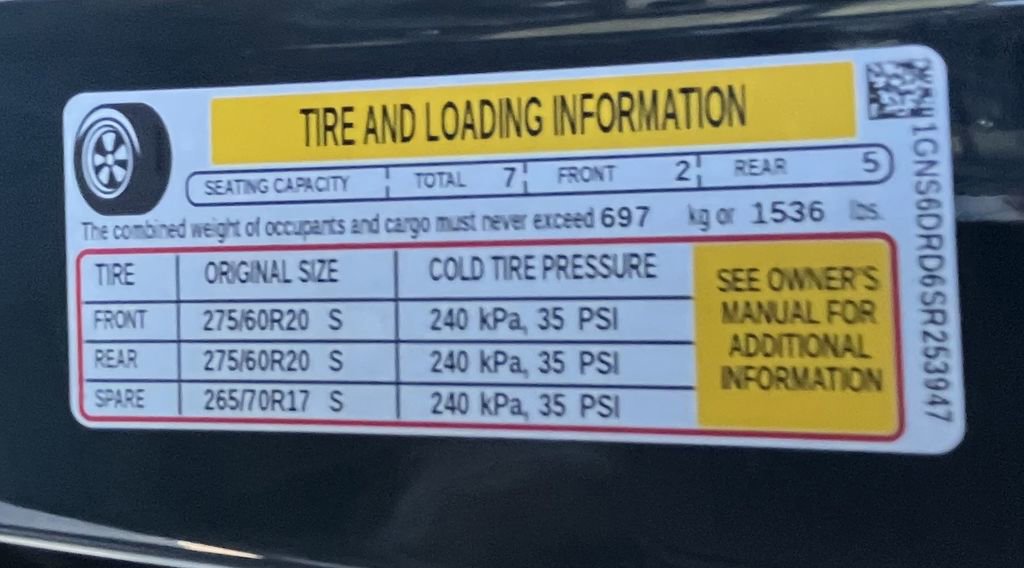 TIRE AND LOADING INFORMATION
SEATING CAPACITY TOTAL 7 FRONT 2 REAR 5
The combined weight of occupants and cargo must never exceed 697 kg or 1536 lbs.
TIRE ORIGINAL SIZE COLD TIRE PRESSURE
FRONT 275/60R20 S 240 kPa, 35 PSI
REAR 275/60R20 S 240 kPa, 35 PSI
SPARE 265/70R17 S 240 kPa, 35 PSI
SEE OWNER'S
MANUAL FOR
ADDITIONAL
INFORMATION
1GNS6DRD6SR253947